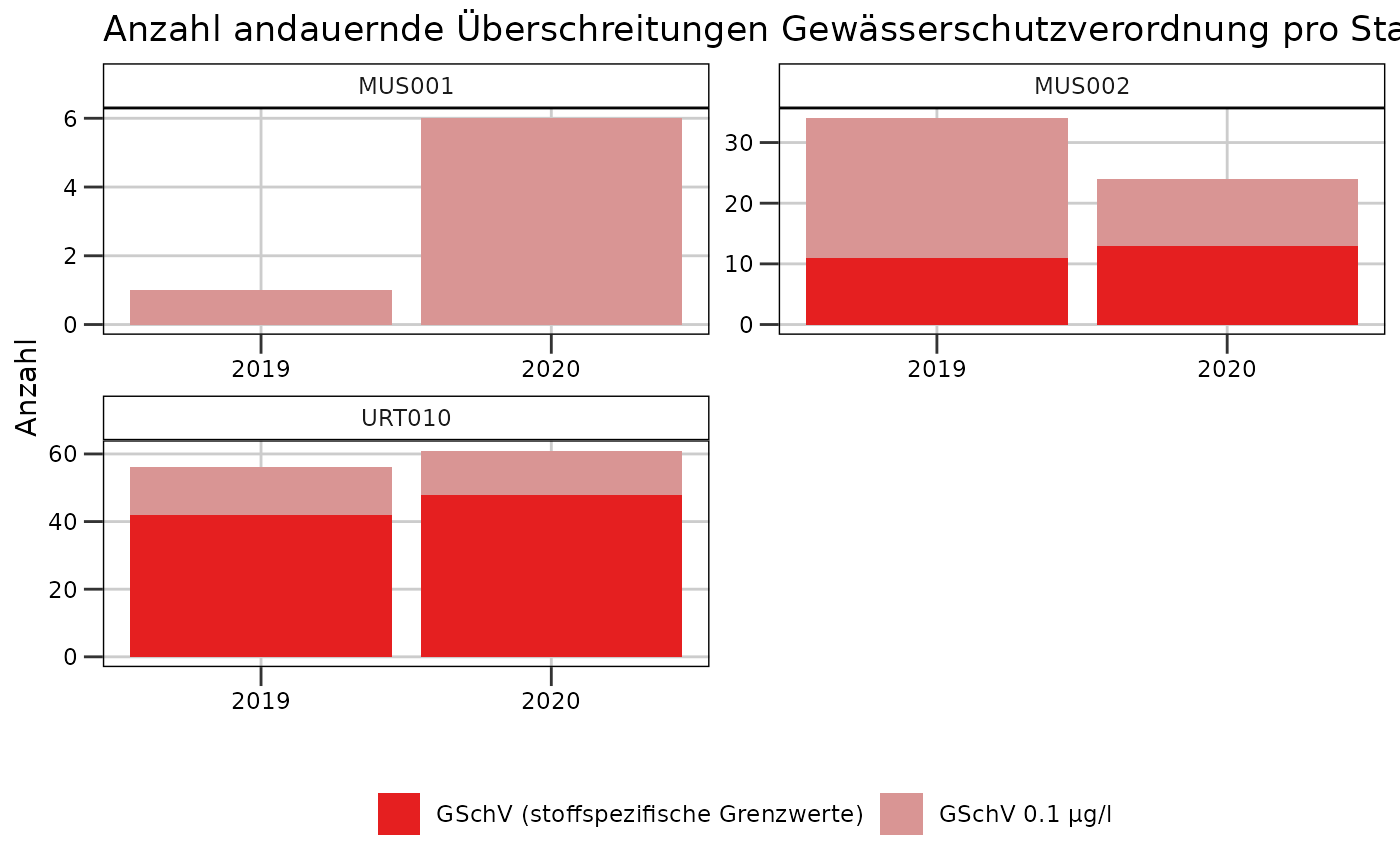 Anzahl andauernde Überschreitungen Gewässerschutzverordnung pro Sta
MUS001
6
4
2
0
2019 2020
MUS002
30
20
10
0
2019 2020
Anzahl
URT010
60
40
20
0
2019 2020
GSchV (stoffspezifische Grenzwerte) GSchV 0.1 µg/l